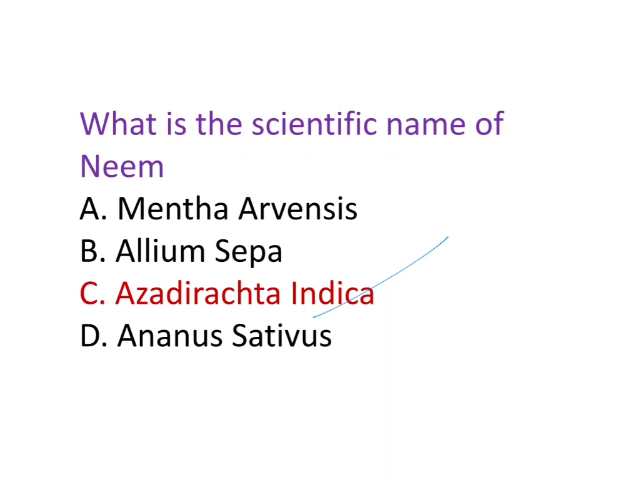 What is the scientific name of
Neem
A. Mentha Arvensis
B. Allium Sepa
C. Azadirachta Indica
D. Ananus Sativus